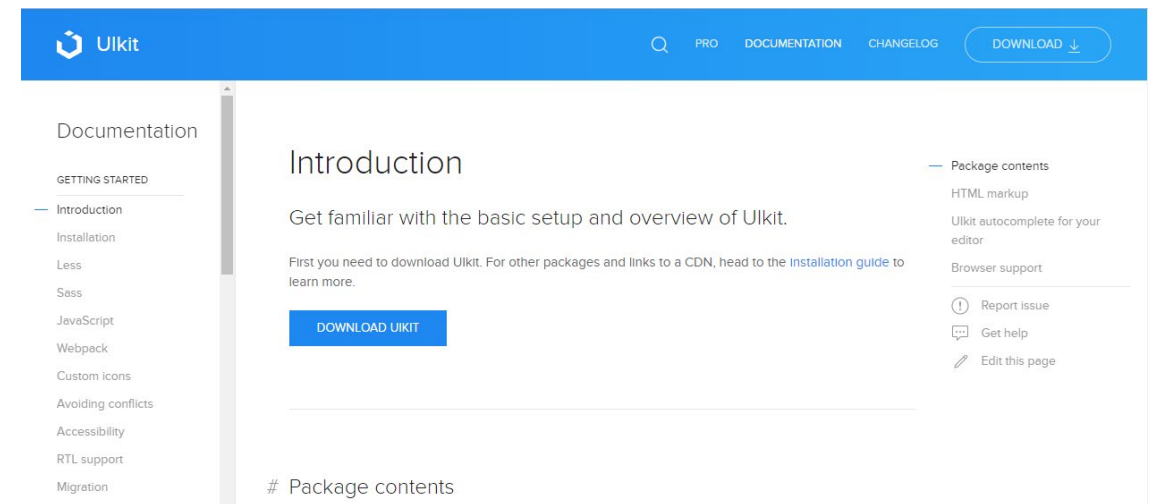 UIkit
PRO
DOCUMENTATION
CHANGELOG
DOWNLOAD
Documentation
GETTING STARTED
Introduction
Installation
Less
Sass
JavaScript
Webpack
Custom icons
Avoiding conflicts
Accessibility
RTL support
Migration
Introduction
Get familiar with the basic setup and overview of UIkit.
First you need to download UIkit. For other packages and links to a CDN, head to the installation guide to
learn more.
DOWNLOAD UIKIT
# Package contents
Package contents
HTML markup
UIkit autocomplete for your
editor
Browser support
Report issue
Get help
Edit this page